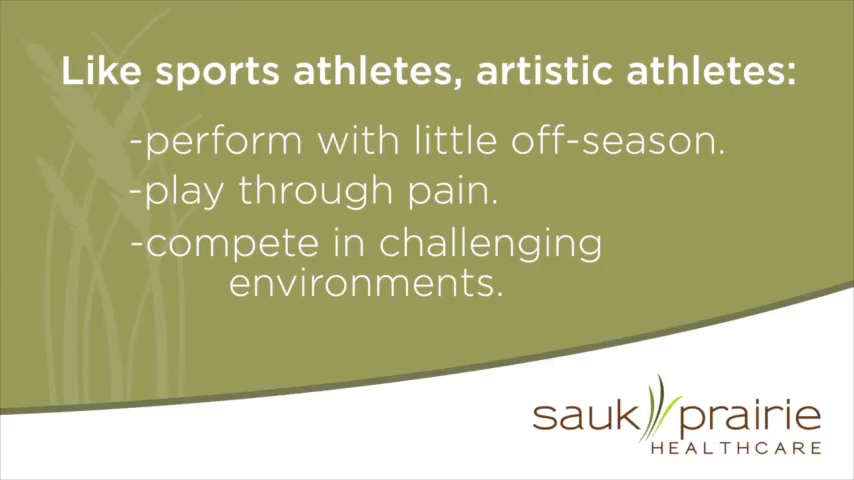 Like sports athletes, artistic athletes:
-perform with little off-season.
-play through pain.
-compete in challenging
environments.
sauk prairie
HEALTHCARE